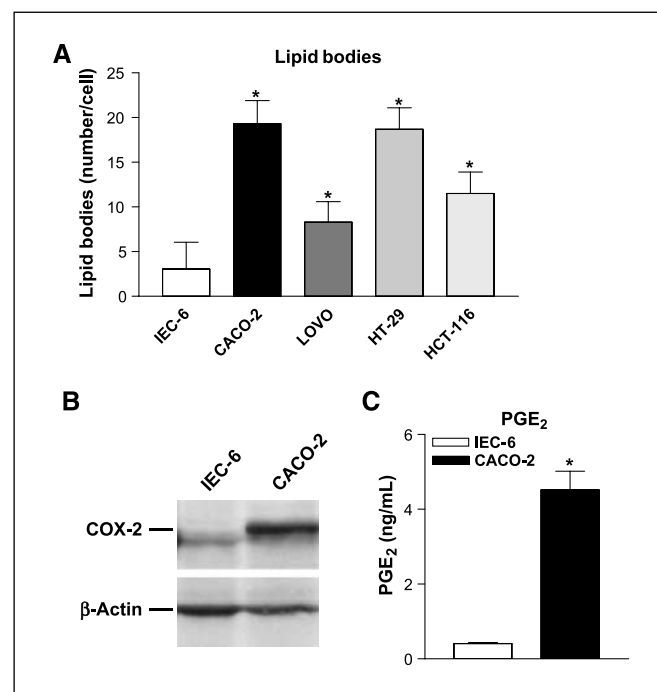 A
Lipid bodies
Lipid bodies (number/cell)
25
20
15
10
5
0
*
*
*
*
IEC-6
CACO-2
LOVO
HT-29
HCT-116
B
IEC-6
CACO-2
COX-2
β-Actin
C
PGE₂
IEC-6
CACO-2
PGE₂ (ng/mL)
6
4
2
0
*